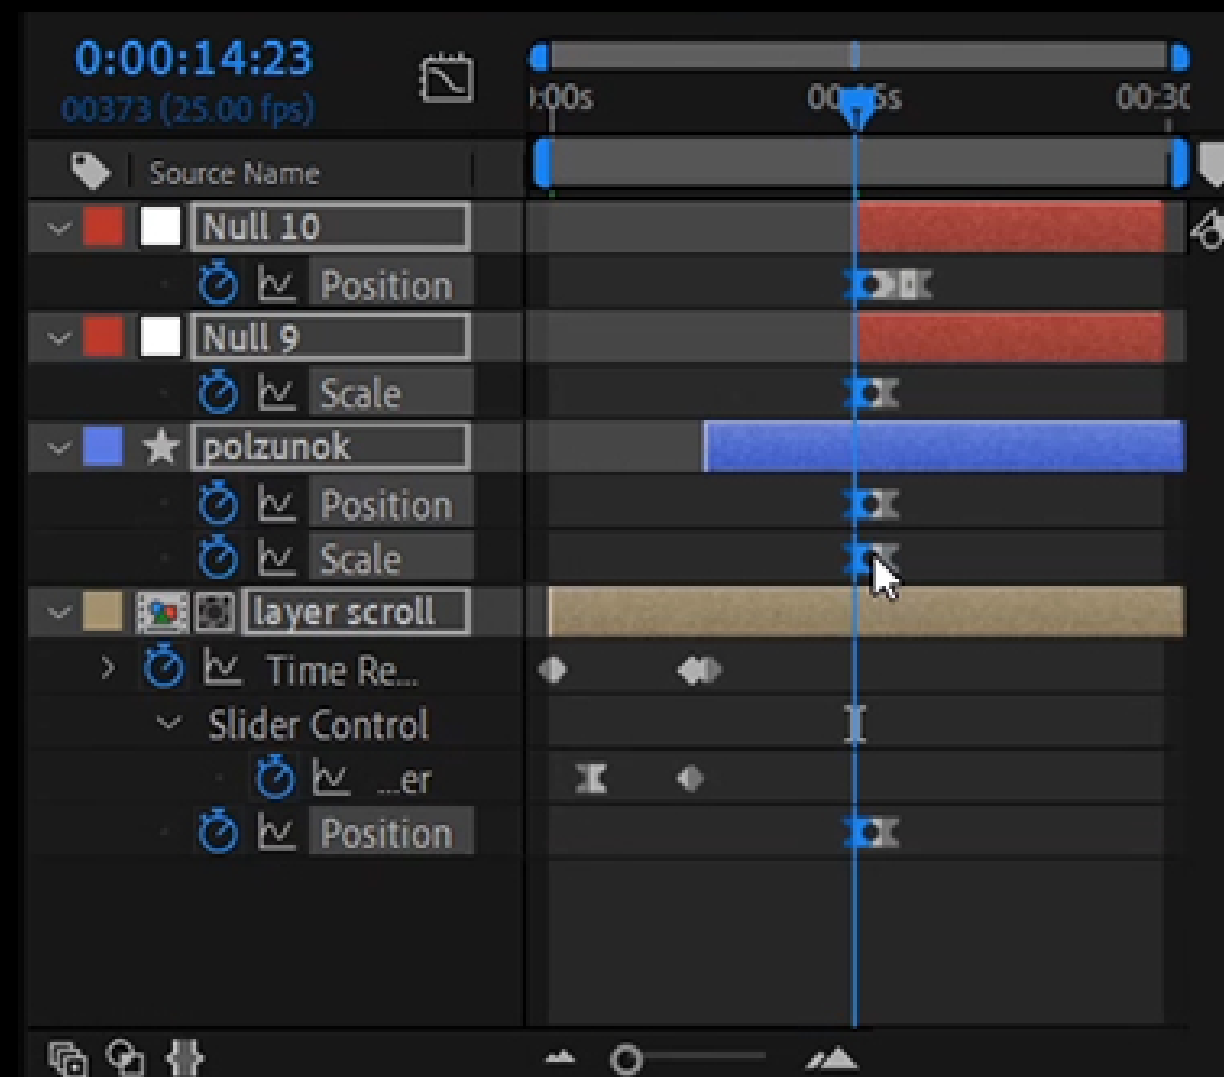 0:00:14:23
00373 (25.00 fps)
):00s
00:30
Source Name
Null 10
Position
Null 9
Scale
polzunok
Position
Scale
layer scroll
Time Re...
Slider Control
...er
Position